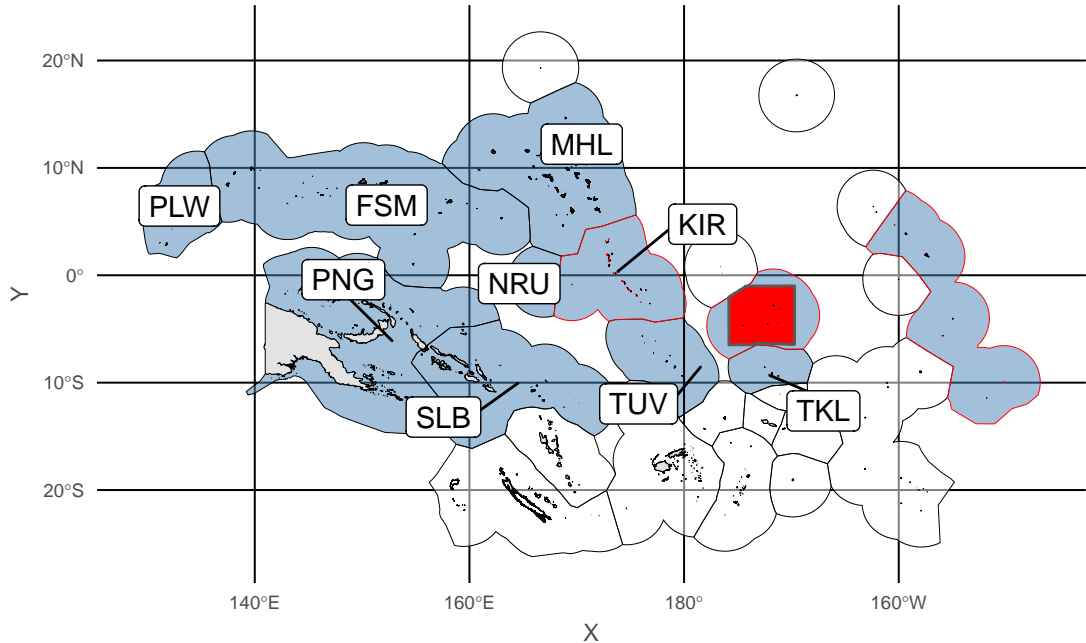 20°N
10°N
0°
10°S
20°S
Y
MHL
PLW
FSM
KIR
PNG
NRU
SLB
TUV
TKL
140°E
160°E
180°
160°W
X